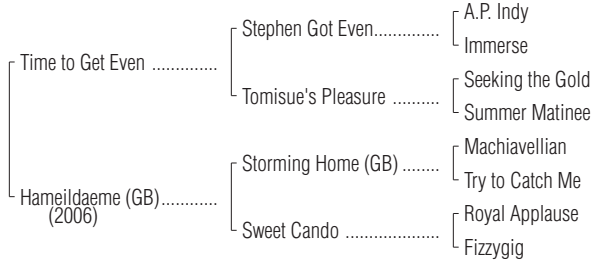 A.P. Indy
Stephen Got Even..............
Immerse
Time to Get Even .............
Seeking the Gold
Tomisue's Pleasure ..........
Summer Matinee
Machiavellian
Storming Home (GB) ........
Try to Catch Me
Hameildaeme (GB)............
(2006)
Royal Applause
Sweet Cando ....................
Fizzygig